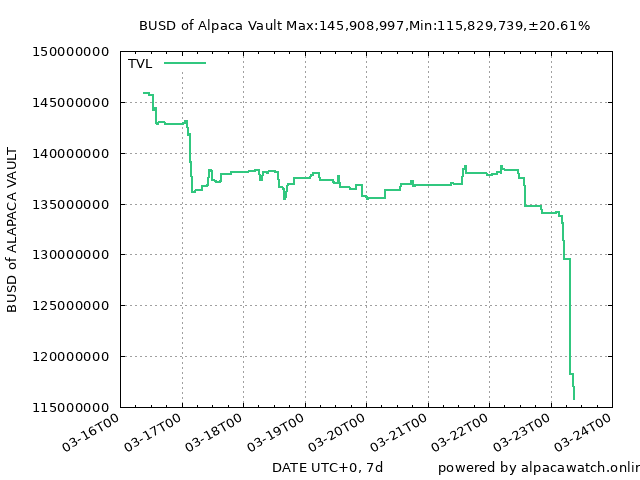 BUSD of Alpaca Vault Max:145,908,997,Min:115,829,739,±20.61%
TVL
150000000
145000000
140000000
135000000
130000000
125000000
120000000
115000000
BUSD of ALAPACA VAULT
03-16T00
03-17T00
03-18T00
03-19T00
03-20T00
03-21T00
03-22T00
03-23T00
03-24T00
DATE UTC+0, 7d
powered by alpacawatch.onlin